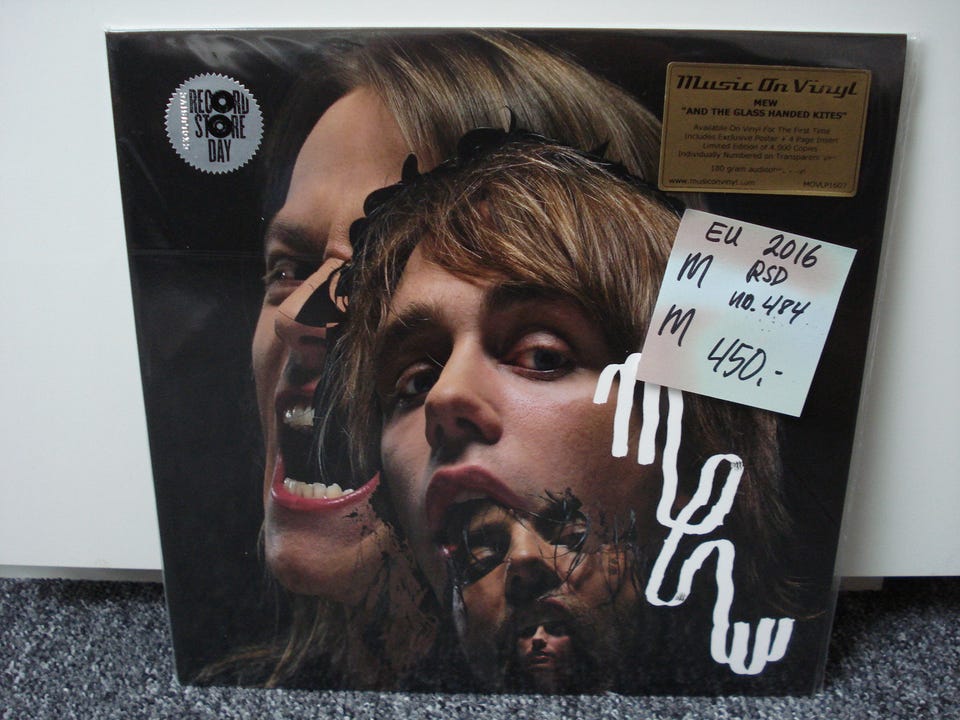 EXCLUSIVE
RECORD
STORE
DAY
Music On Vinyl
MEW
"AND THE GLASS HANDED KITES"
Available On Vinyl For The First Time
Includes Exclusive Poster + 4 Page Insert
Limited Edition of 4.000 Copies
Individually Numbered on Transparent
180 gram
www.musiconvinyl.com MOVLP1607
EU 2016
M RSD
no. 484
M
450,-
mew